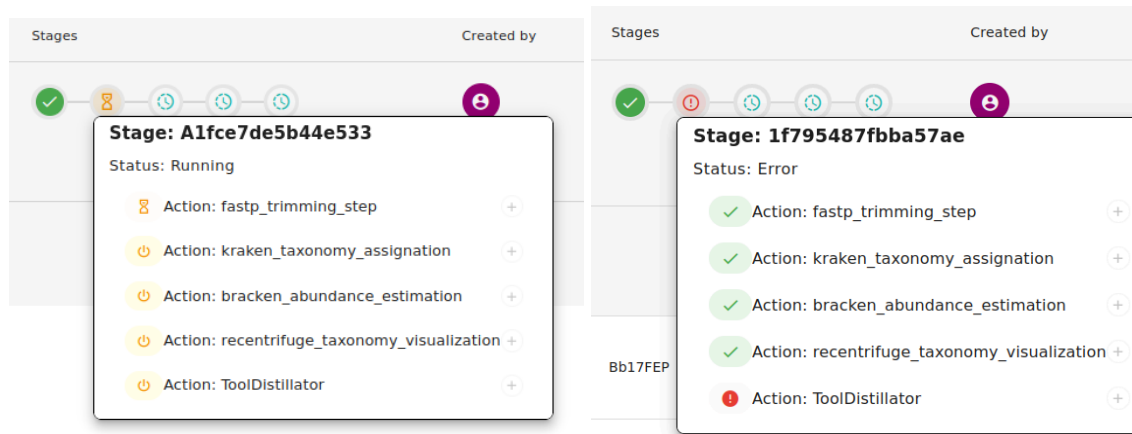 Stages
Created by
Stage: A1fce7de5b44e533
Status: Running
Action: fastp_trimming_step
Action: kraken_taxonomy_assignation
Action: bracken_abundance_estimation
Action: recentrifuge_taxonomy_visualization
Action: ToolDistillator
Stages
Created by
Stage: 1f795487fbba57ae
Status: Error
Action: fastp_trimming_step
Action: kraken_taxonomy_assignation
Action: bracken_abundance_estimation
Action: recentrifuge_taxonomy_visualization
Bb17FEP
Action: ToolDistillator